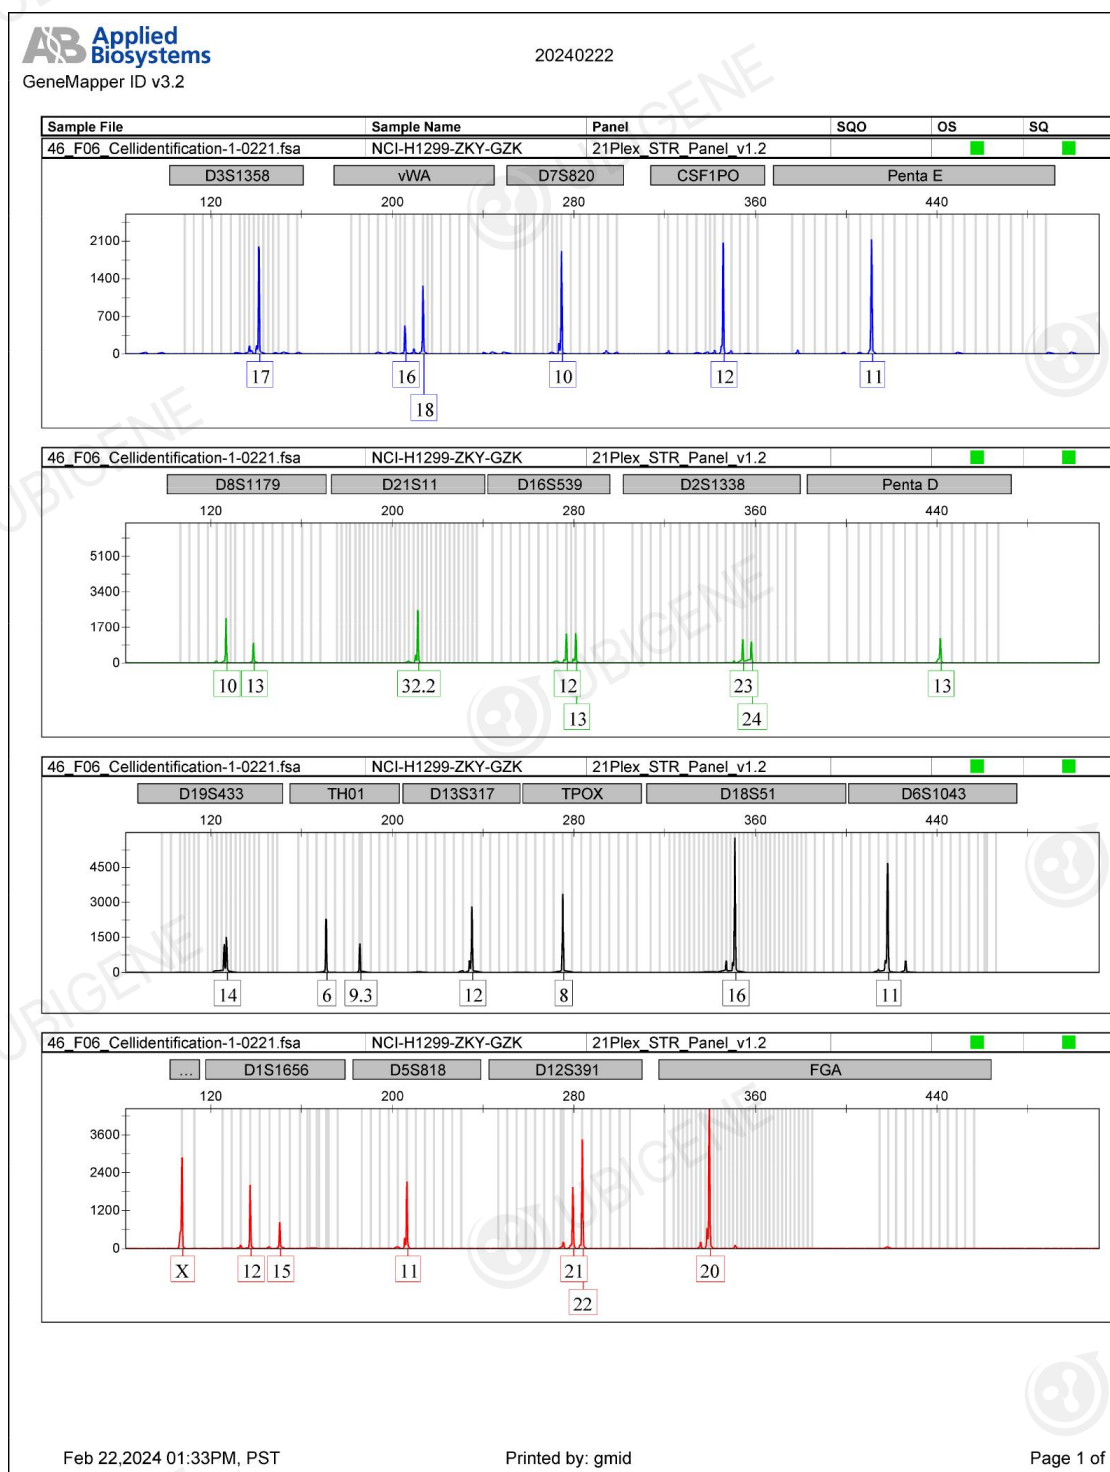 AB Applied Biosystems
GeneMapper ID v3.2
20240222
Sample File Sample Name Panel SQO OS SQ
46_F06_Cellidentification-1-0221.fsa NCI-H1299-ZKY-GZK 21Plex_STR_Panel_v1.2
D3S1358 vWA D7S820 CSF1PO Penta E
120 200 280 360 440
2100
1400
700
0
17 16 10 12 11
18
46_F06_Cellidentification-1-0221.fsa NCI-H1299-ZKY-GZK 21Plex_STR_Panel_v1.2
D8S1179 D21S11 D16S539 D2S1338 Penta D
120 200 280 360 440
5100
3400
1700
0
10 13 32.2 12 23 13
13 24
46_F06_Cellidentification-1-0221.fsa NCI-H1299-ZKY-GZK 21Plex_STR_Panel_v1.2
D19S433 TH01 D13S317 TPOX D18S51 D6S1043
120 200 280 360 440
4500
3000
1500
0
14 6 9.3 12 8 16 11
46_F06_Cellidentification-1-0221.fsa NCI-H1299-ZKY-GZK 21Plex_STR_Panel_v1.2
... D1S1656 D5S818 D12S391 FGA
120 200 280 360 440
3600
2400
1200
0
X 12 15 11 21 20
22
Feb 22,2024 01:33PM, PST Printed by: gmid Page 1 of
UBIGENE
UBIGENE
UBIGENE
UBIGENE
UBIGENE
UBIGENE